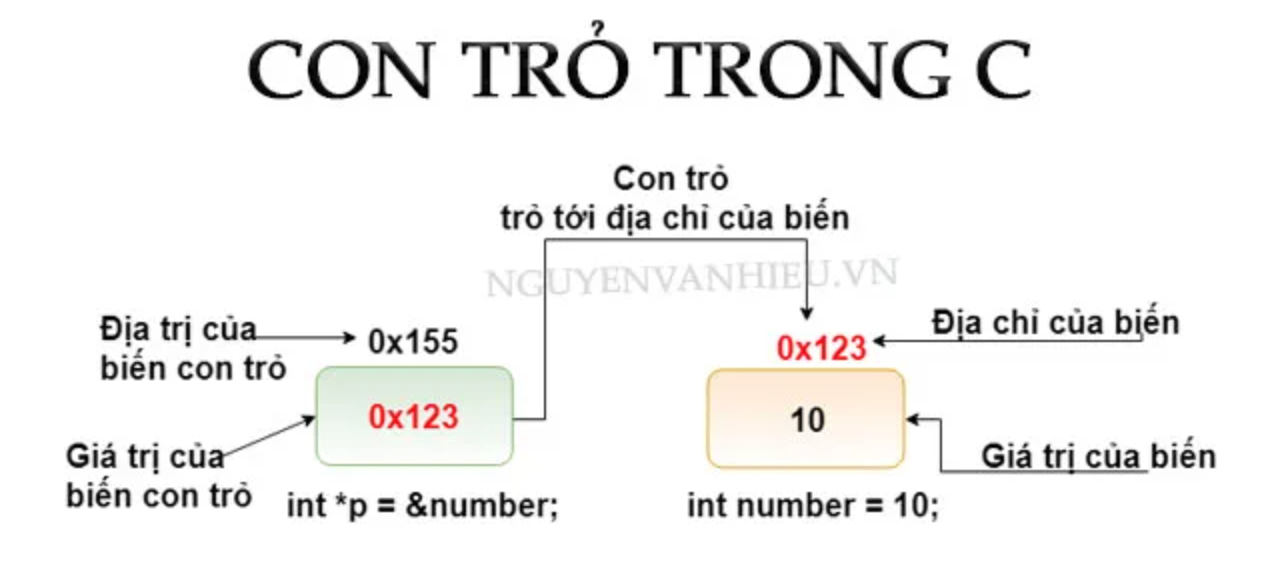 CON TRỎ TRONG C
Con trỏ
trỏ tới địa chỉ của biến
NGUYENVANHIEU.VN
Địa trị của
biến con trỏ
0x155
0x123
Địa chỉ của biến
0x123
10
Giá trị của
biến con trỏ
Giá trị của biến
int *p = &number;
int number = 10;